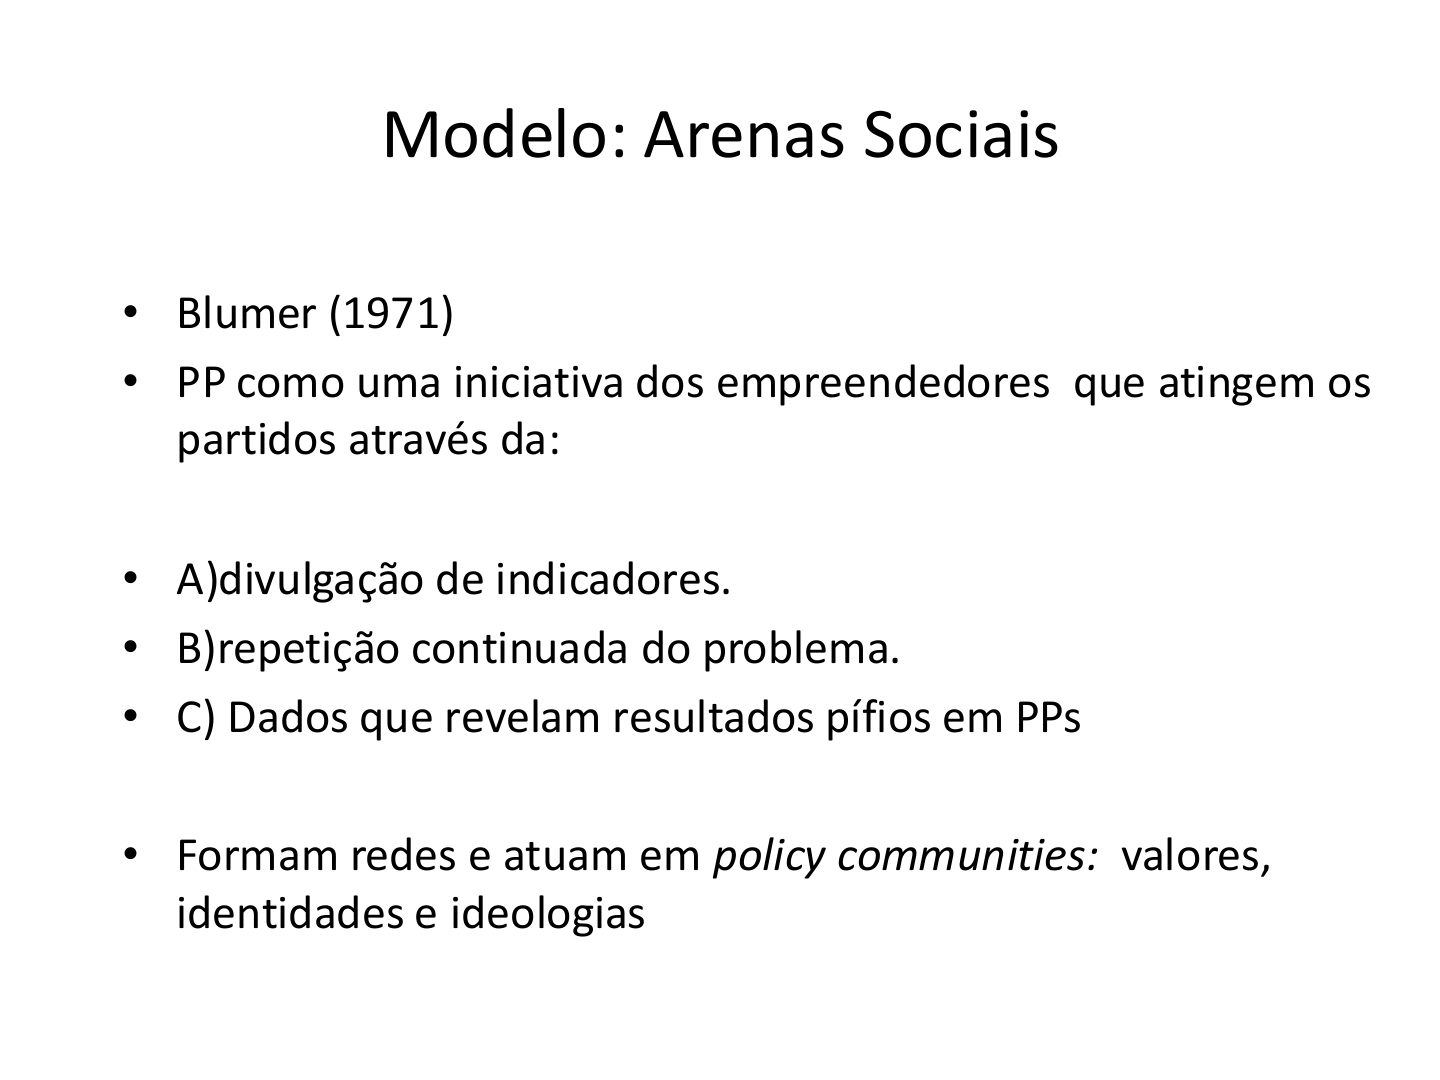 Modelo: Arenas Sociais
• Blumer (1971)
• PP como uma iniciativa dos empreendedores  que atingem os
partidos através da:
• A)divulgação de indicadores.
• B)repetição continuada do problema.
• C) Dados que revelam resultados pífios em PPs
• Formam redes e atuam em policy communities:  valores,
identidades e ideologias